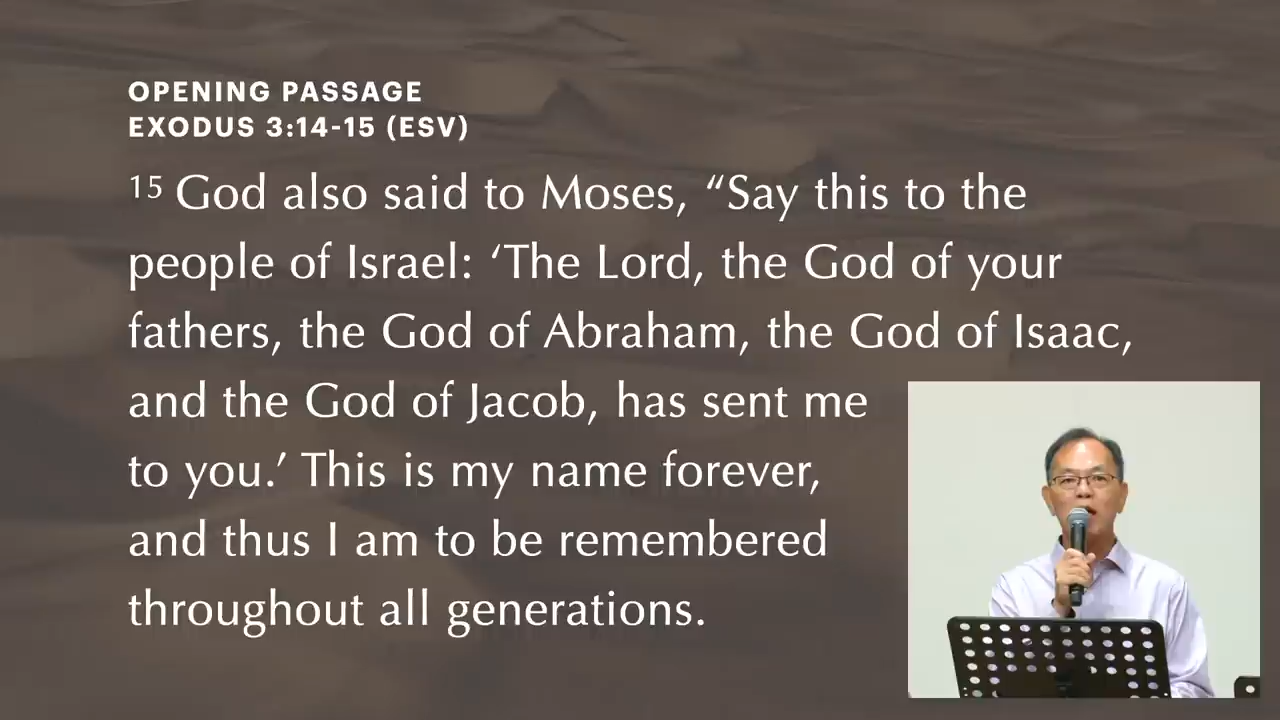 OPENING PASSAGE
EXODUS 3:14-15 (ESV)
15 God also said to Moses, “Say this to the
people of Israel: ‘The Lord, the God of your
fathers, the God of Abraham, the God of Isaac,
and the God of Jacob, has sent me
to you.’ This is my name forever,
and thus I am to be remembered
throughout all generations.